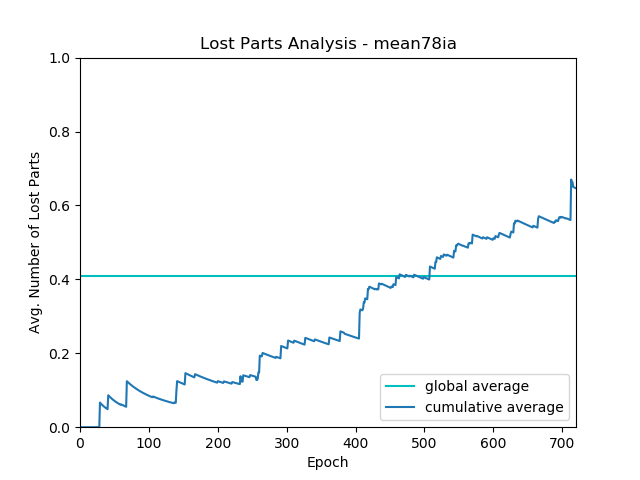 Lost Parts Analysis - mean78ia
1.0
0.8
0.6
0.4
0.2
0.0
Avg. Number of Lost Parts
global average
cumulative average
0 100 200 300 400 500 600 700
Epoch